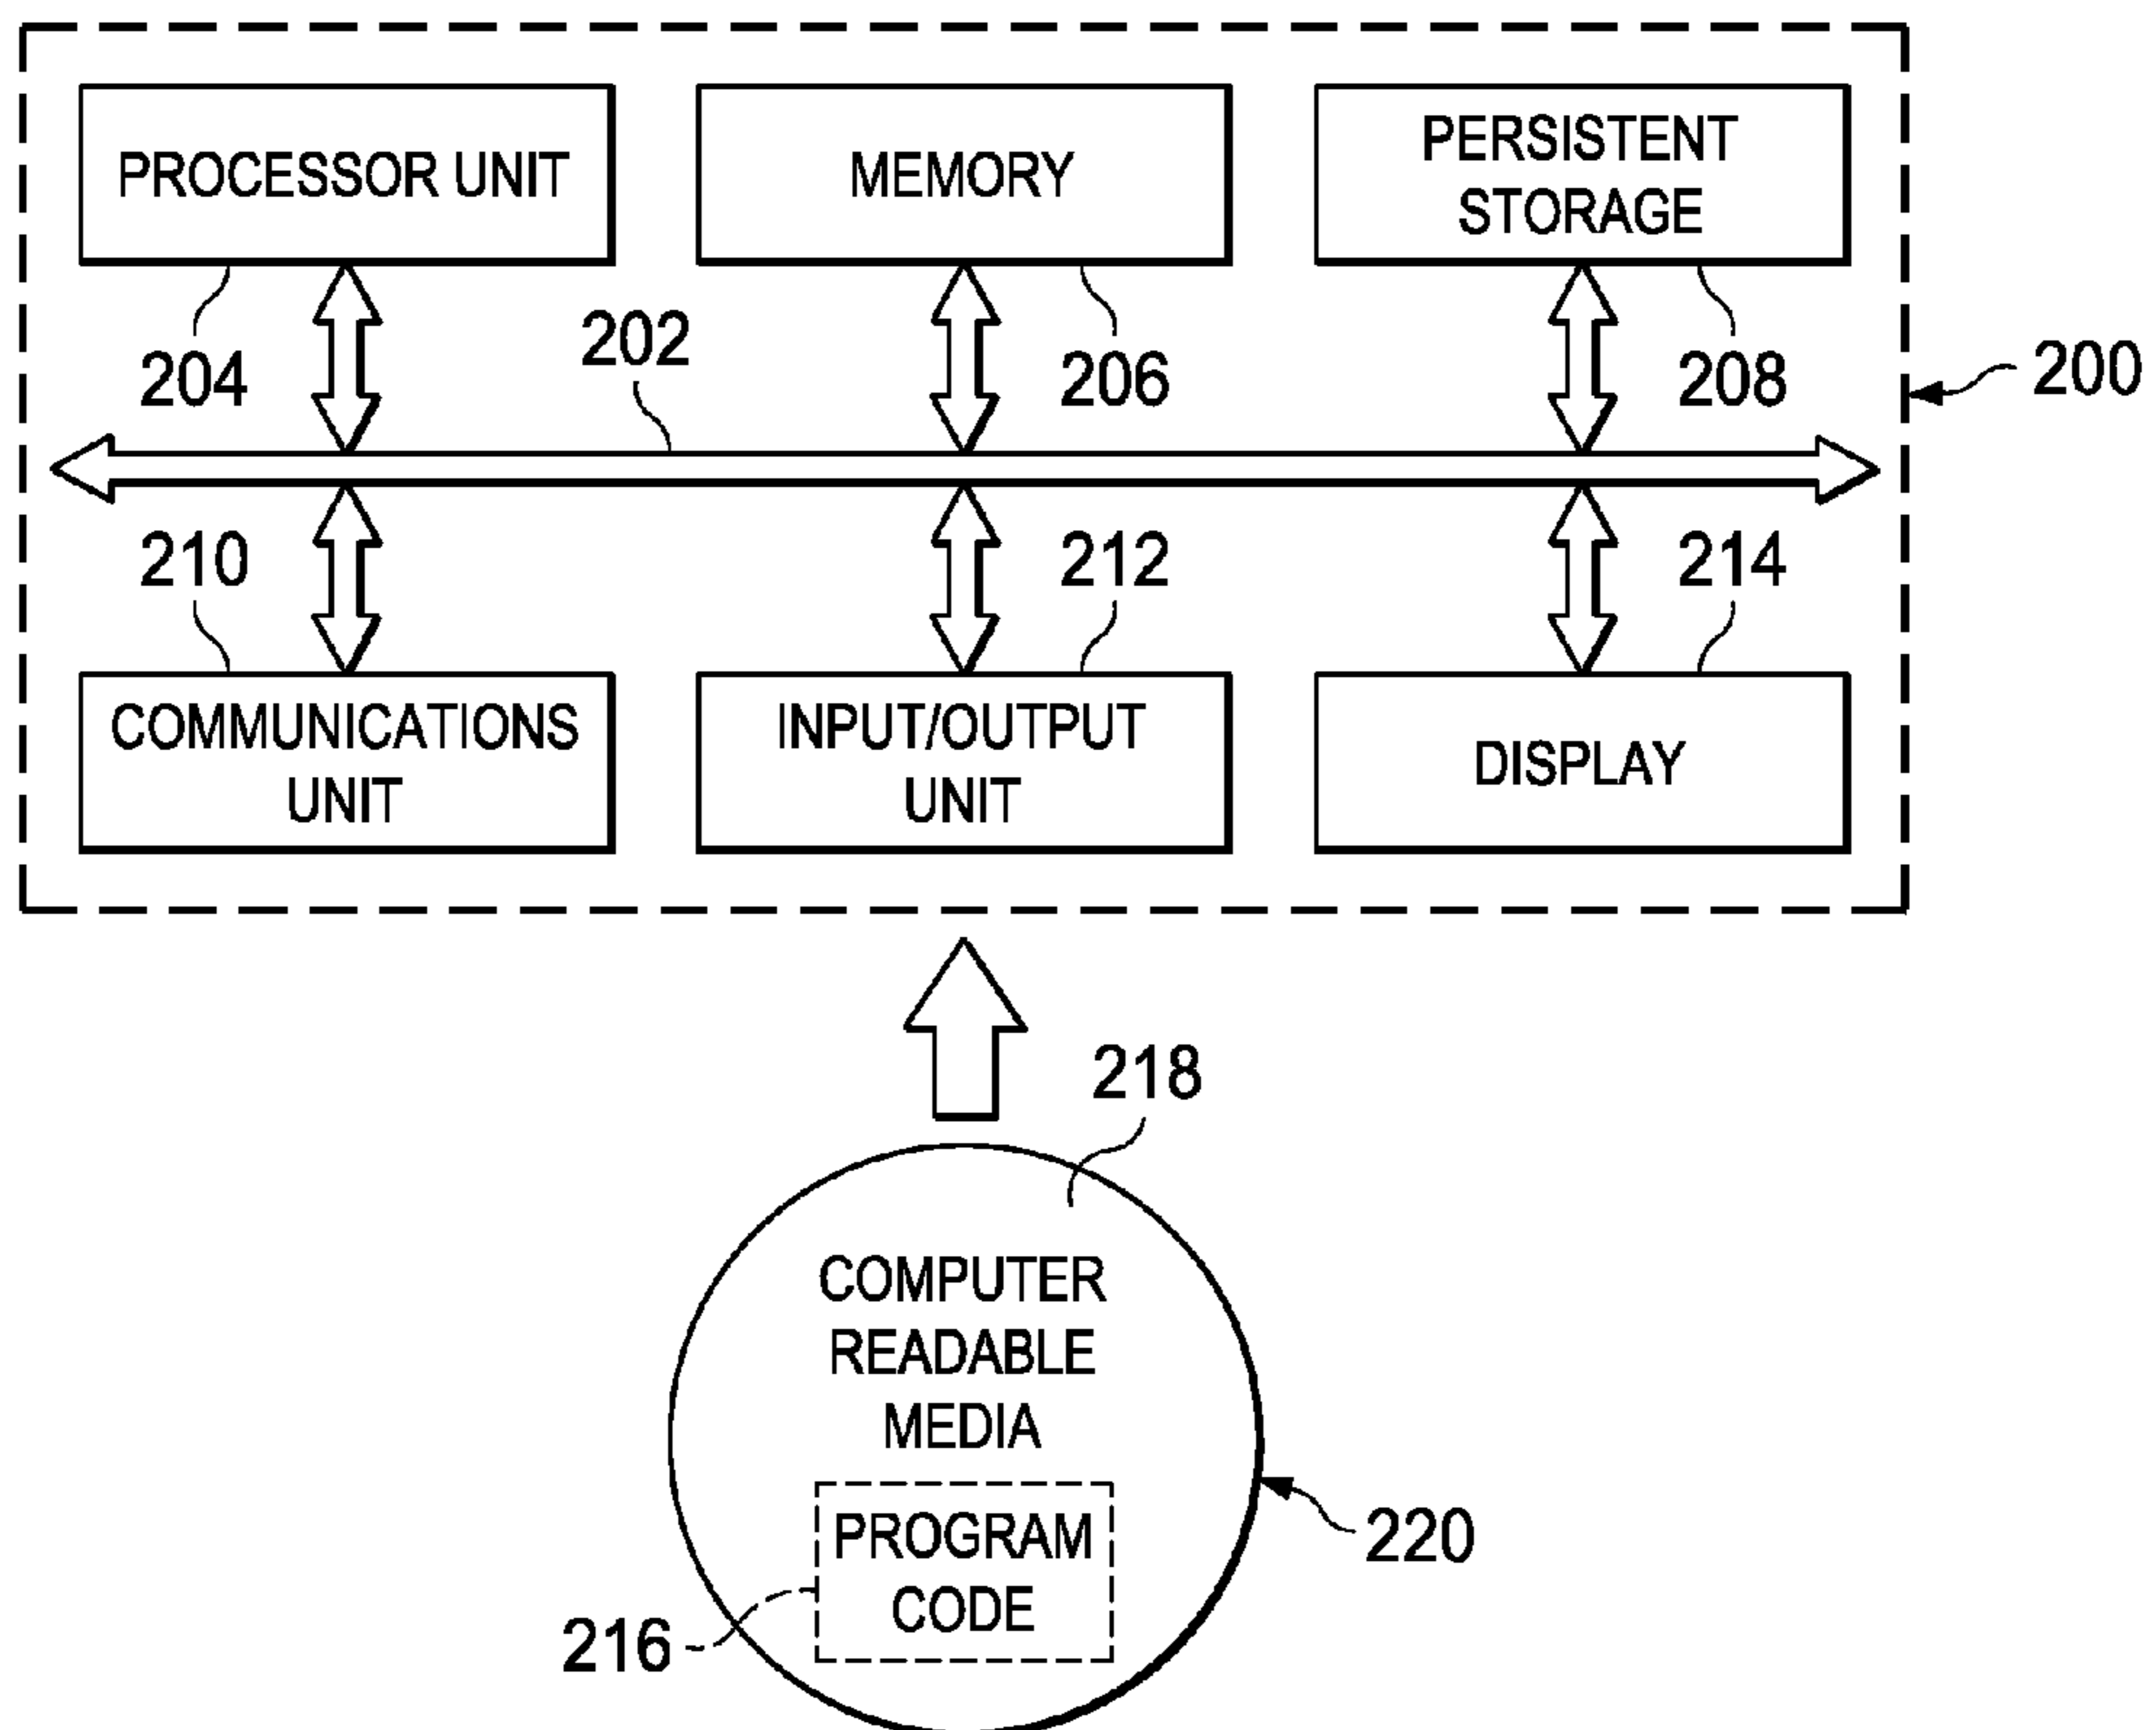 PROCESSOR UNIT
MEMORY
PERSISTENT
STORAGE
204
202
206
208
200
210
212
214
COMMUNICATIONS
UNIT
INPUT/OUTPUT
UNIT
DISPLAY
218
COMPUTER
READABLE
MEDIA
PROGRAM
CODE
220
216